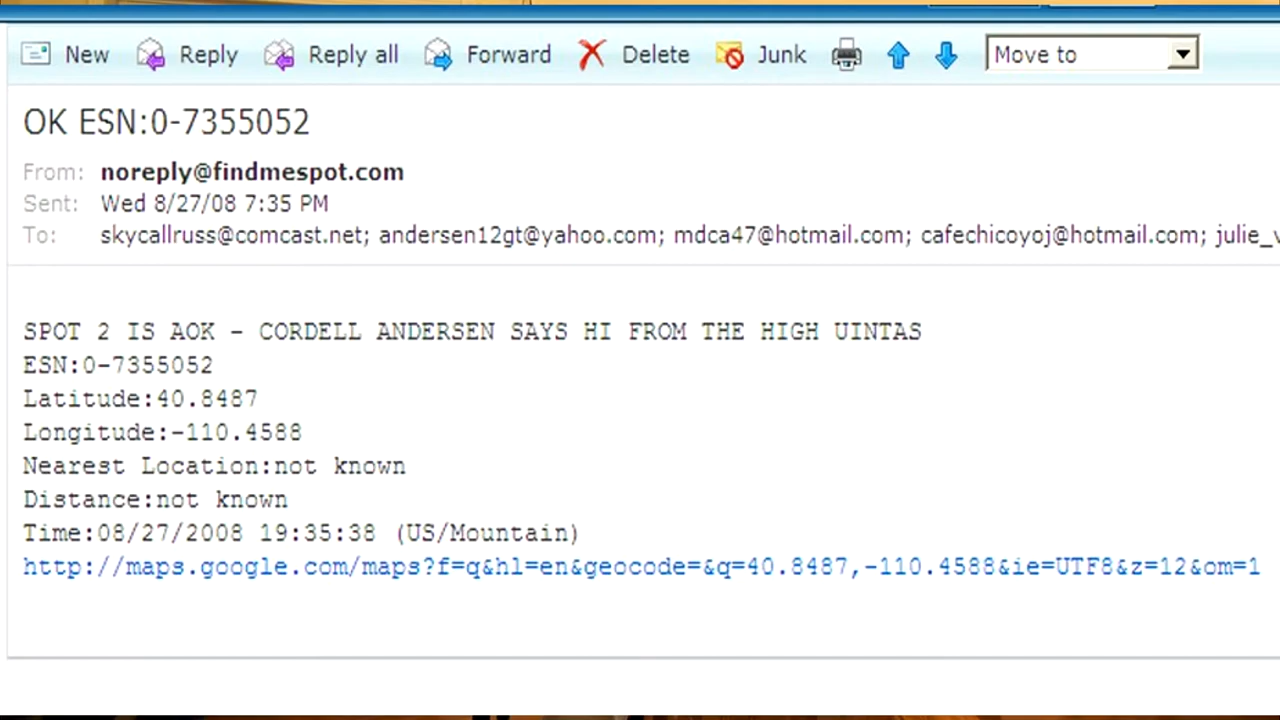 New Reply Reply all Forward Delete Junk Move to
OK ESN:0-7355052
From: noreply@findmespot.com
Sent: Wed 8/27/08 7:35 PM
To: skycallruss@comcast.net; andersen12gt@yahoo.com; mdca47@hotmail.com; cafechicoyoj@hotmail.com; julie_v
SPOT 2 IS AOK - CORDELL ANDERSEN SAYS HI FROM THE HIGH UINTAS
ESN:0-7355052
Latitude:40.8487
Longitude:-110.4588
Nearest Location:not known
Distance:not known
Time:08/27/2008 19:35:38 (US/Mountain)
http://maps.google.com/maps?f=q&hl=en&geocode=&q=40.8487,-110.4588&ie=UTF8&z=12&om=1